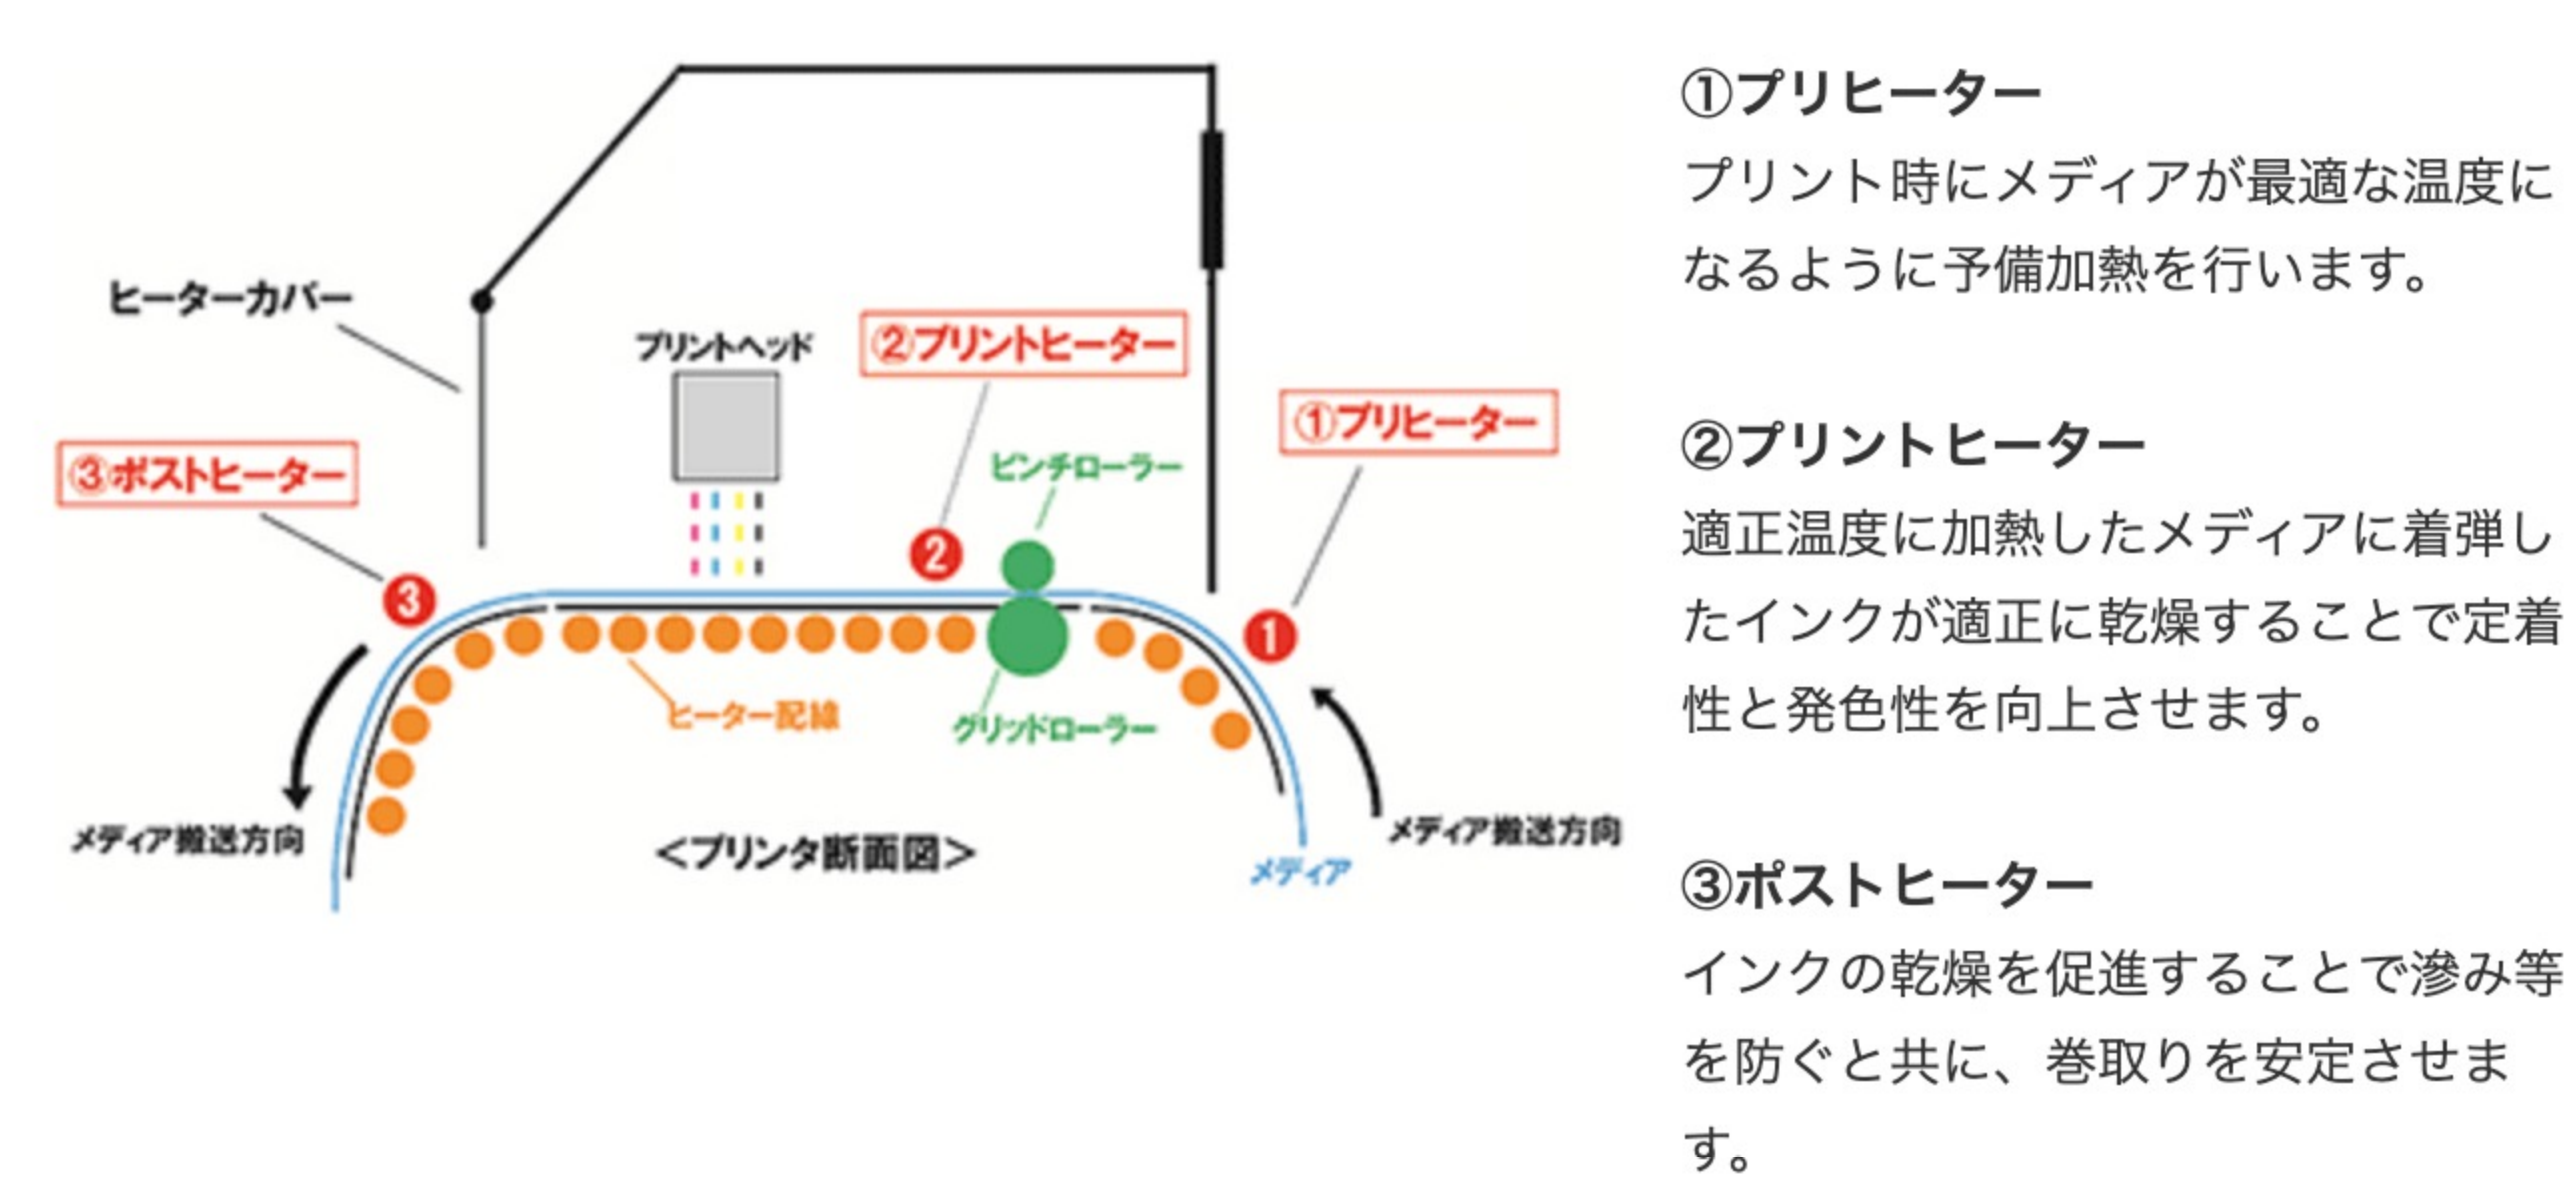 ヒーターカバー
プリントヘッド
②プリントヒーター
①プリヒーター
③ポストヒーター
ピンチローラー
②
③
①
ヒーター配線
グリッドローラー
メディア搬送方向
<プリンタ断面図>
メディア
メディア搬送方向
①プリヒーター
プリント時にメディアが最適な温度に
なるように予備加熱を行います。
②プリントヒーター
適正温度に加熱したメディアに着弾し
たインクが適正に乾燥することで定着
性と発色性を向上させます。
③ポストヒーター
インクの乾燥を促進することで滲み等
を防ぐと共に、巻取りを安定させま
す。